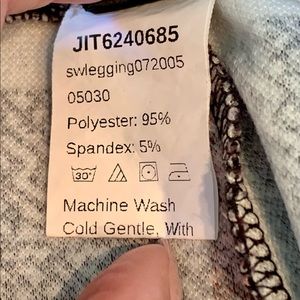 JIT6240685
swlegging072005
05030
Polyester: 95%
Spandex: 5%
30°
Machine Wash
Cold Gentle, With